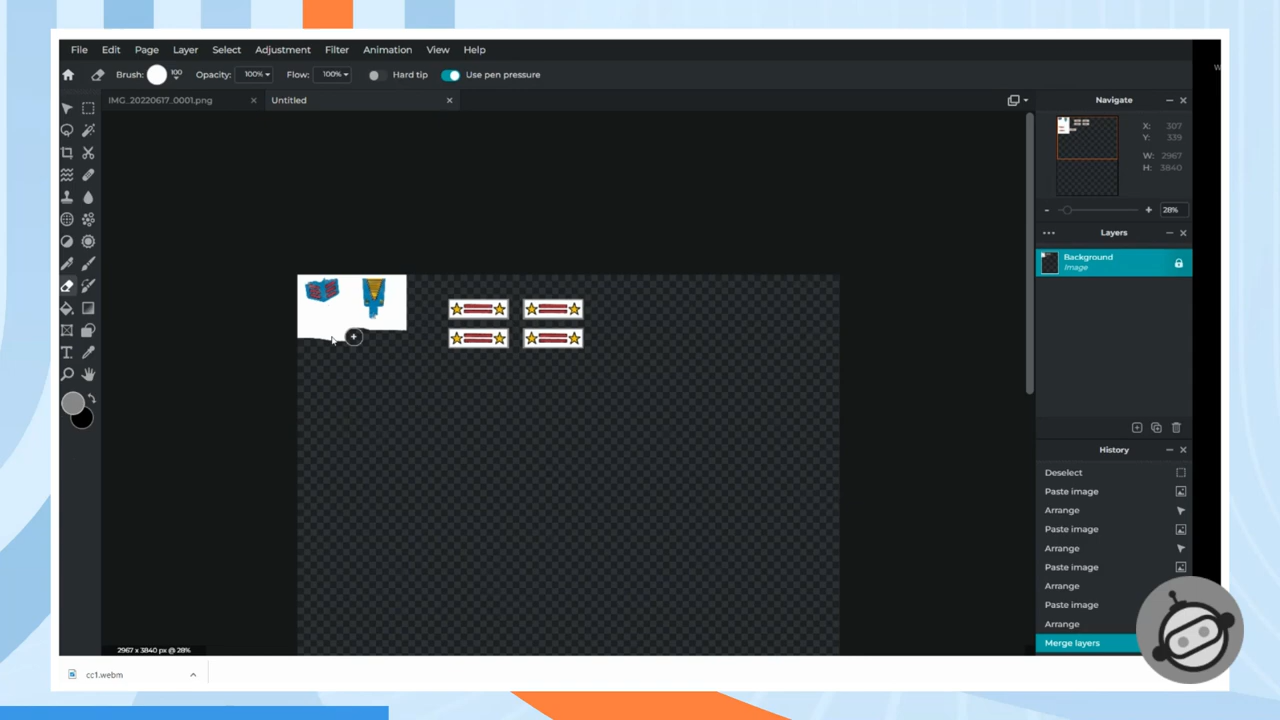 File Edit Page Layer Select Adjustment Filter Animation View Help
Brush: 100 Opacity: 100% Flow: 100% Hard tip Use pen pressure
IMG_20220617_0001.png Untitled
Navigate
X: 307
Y: 339
W: 2967
H: 3840
28%
Layers
Background
Image
History
Deselect
Paste image
Arrange
Paste image
Arrange
Paste image
Arrange
Paste image
Arrange
Merge layers
2967 x 3840 px @ 28%
cc1.webm